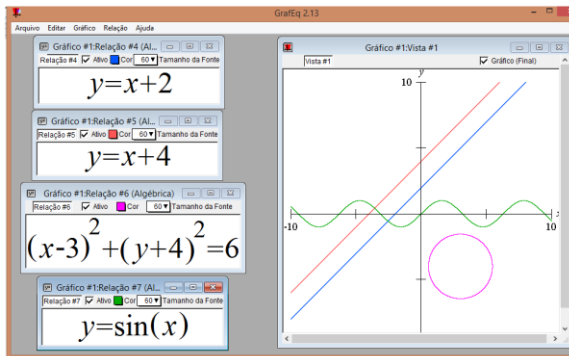 GrafEq 2.13
Arquivo Editar Gráfico Relação Ajuda
Gráfico #1:Relação #4 (Al...
Relação #4 Ativo Cor 60 Tamanho da Fonte
y=x+2
Gráfico #1:Relação #5 (Al...
Relação #5 Ativo Cor 60 Tamanho da Fonte
y=x+4
Gráfico #1:Relação #6 (Algébrica)
Relação #6 Ativo Cor 60 Tamanho da Fonte
(x-3)²+(y+4)²=6
Gráfico #1:Relação #7 (Al...
Relação #7 Ativo Cor 60 Tamanho da Fonte
y=sin(x)
Gráfico #1:Vista #1
Vista #1 Gráfico (Final)
y
10
-10 10